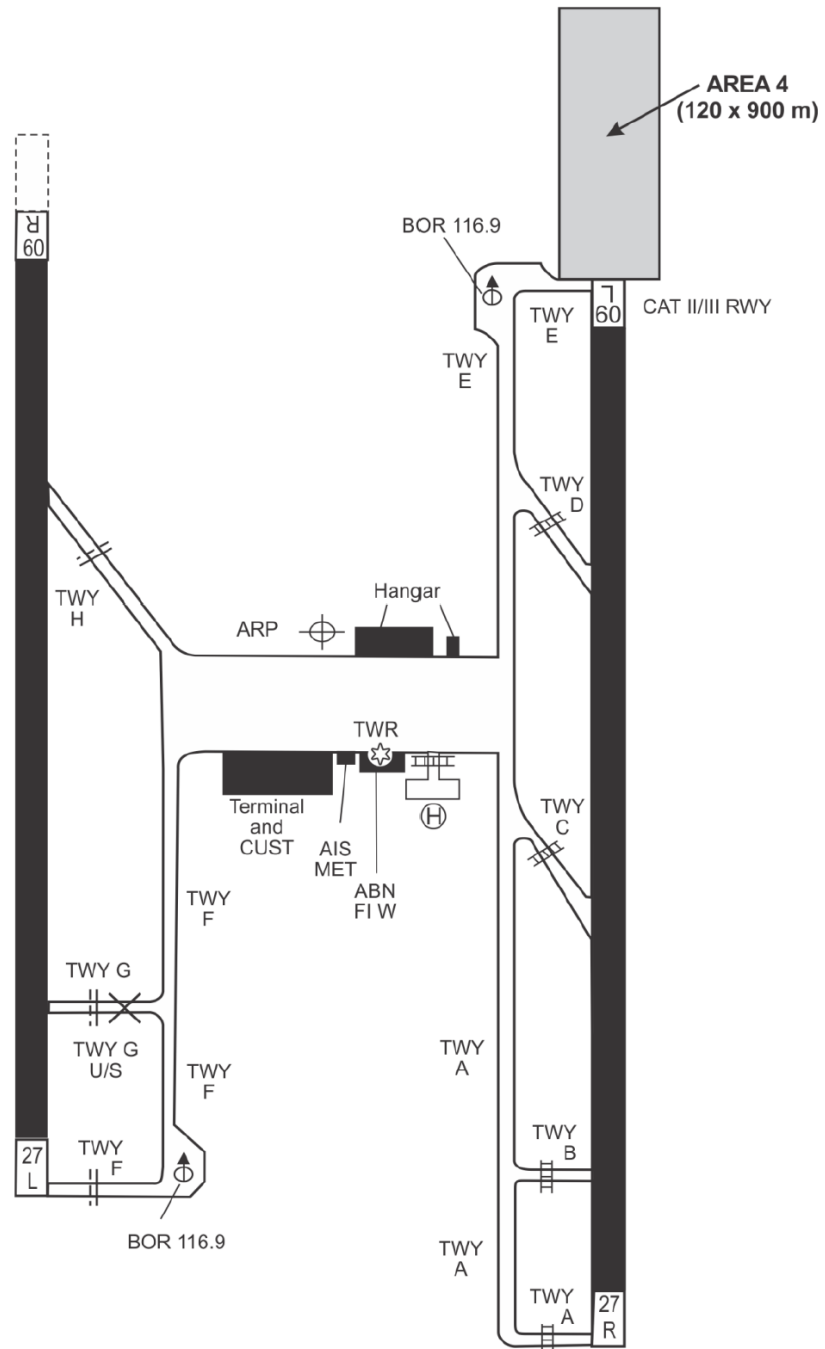 AREA 4
(120 x 900 m)
09
R
BOR 116.9
09
L
CAT II/III RWY
TWY
E
TWY
E
TWY
D
TWY
H
Hangar
ARP
TWR
TWY
C
H
Terminal
and
CUST
AIS
MET
ABN
FI W
TWY
F
TWY G
TWY G
U/S
TWY
F
TWY
A
TWY
B
27
L
TWY
F
BOR 116.9
TWY
A
TWY
A
27
R